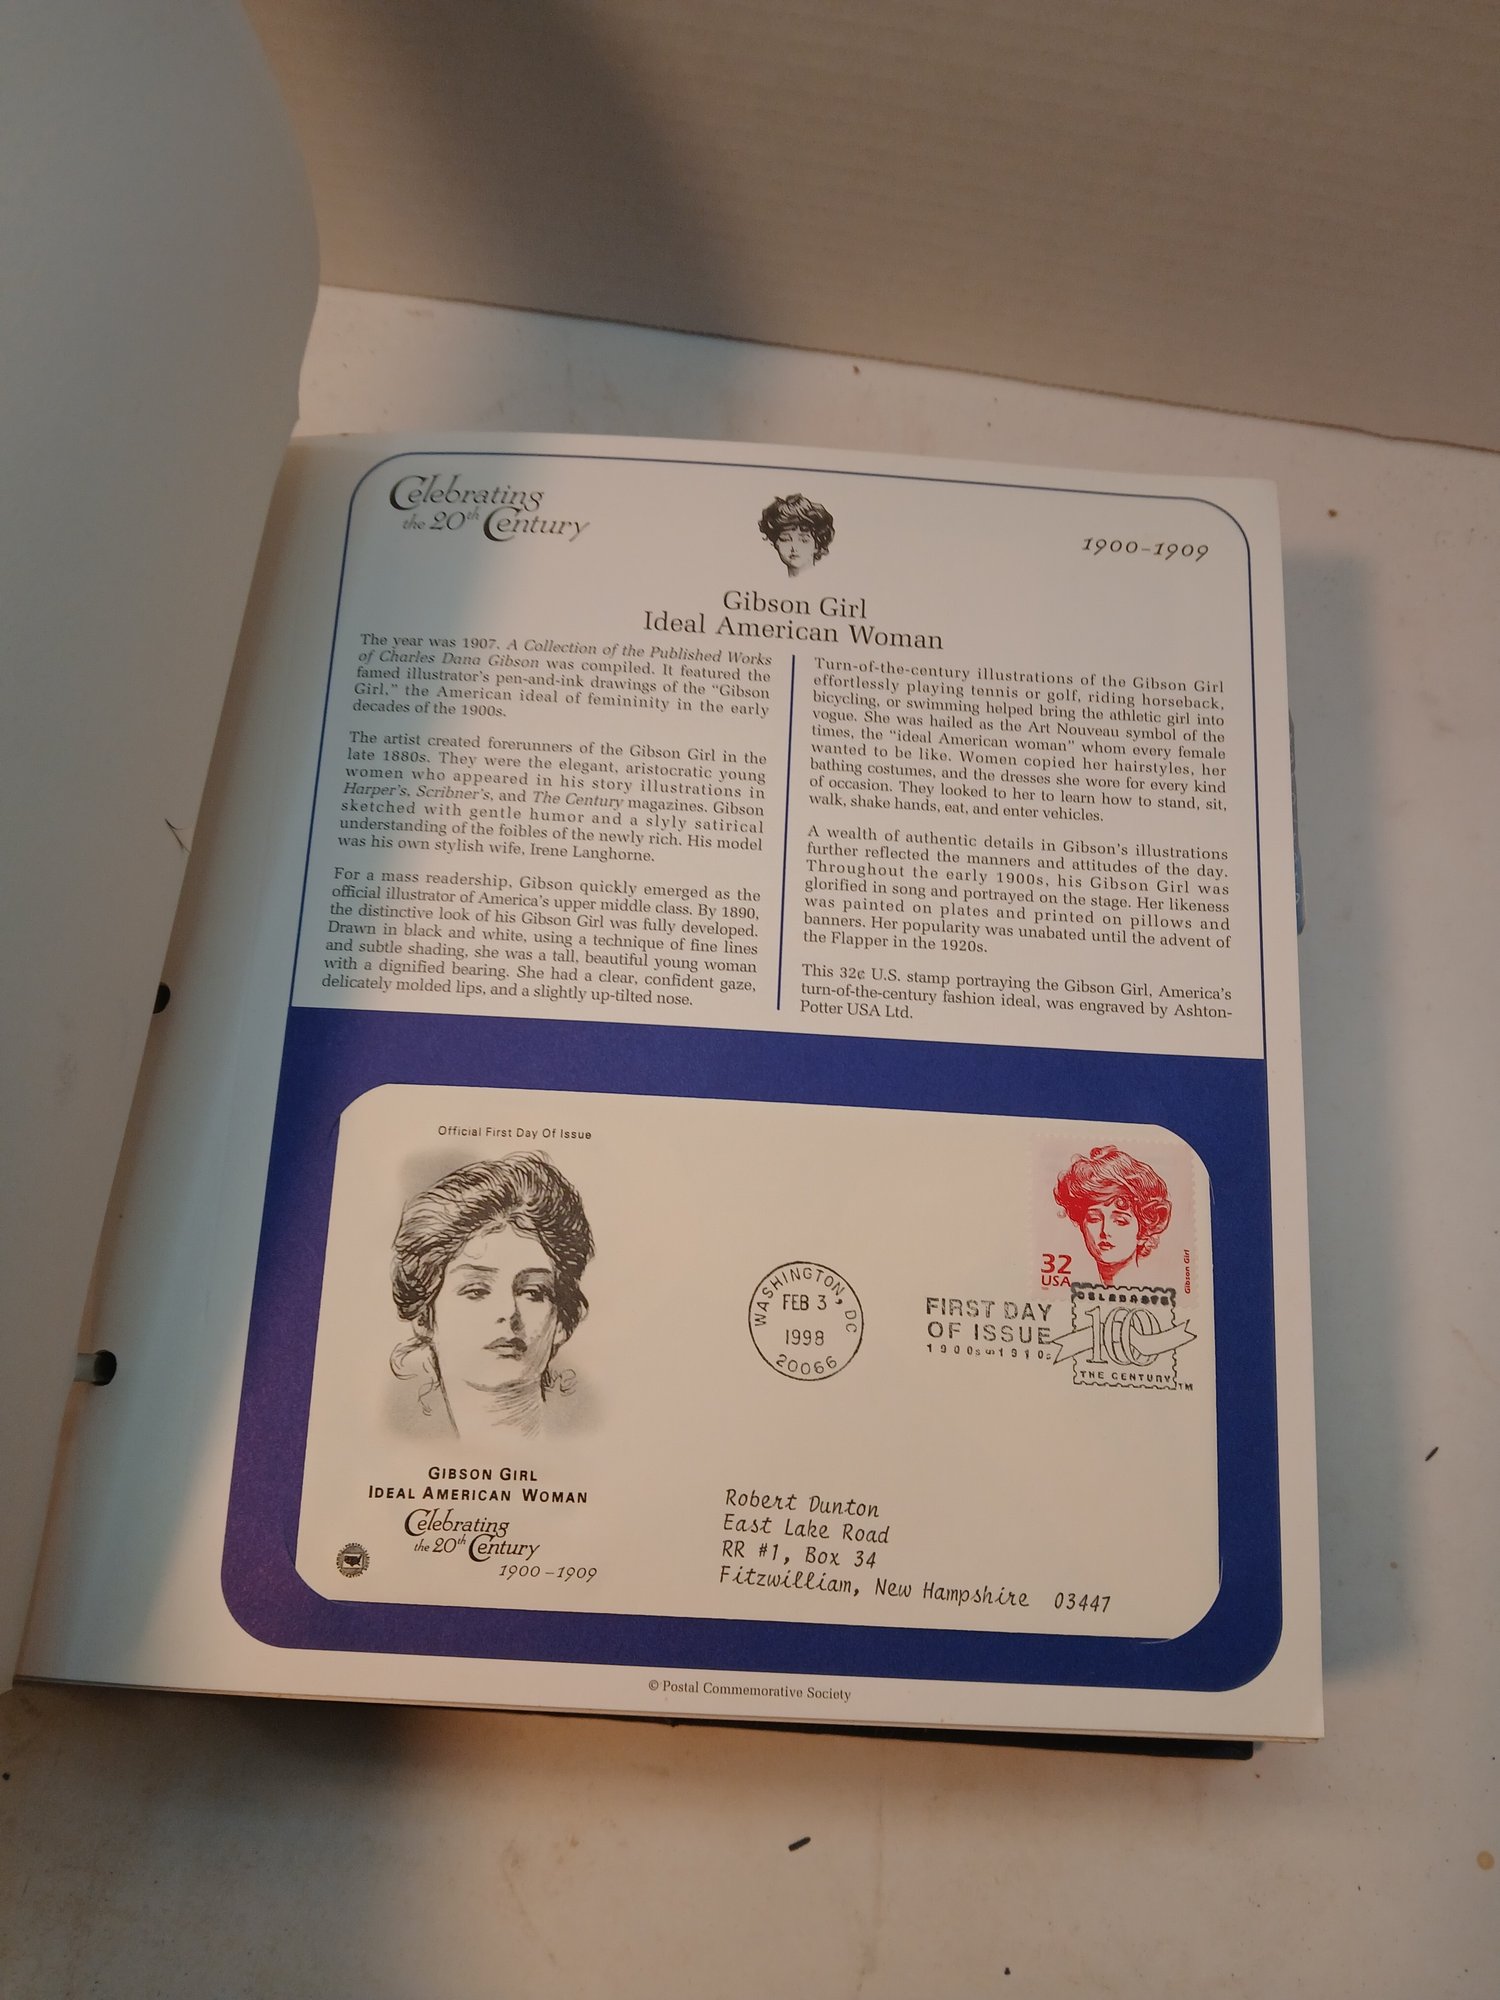 Celebrating
the 20th Century
1900-1909
Gibson Girl
Ideal American Woman
The year was 1907. A Collection of the Published Works
of Charles Dana Gibson was compiled. It featured the
famed illustrator's pen-and-ink drawings of the "Gibson
Girl," the American ideal of femininity in the early
decades of the 1900s.
The artist created forerunners of the Gibson Girl in the
late 1880s. They were the elegant, aristocratic young
women who appeared in his story illustrations in
Harper's, Scribner's, and The Century magazines. Gibson
sketched with gentle humor and a slyly satirical
understanding of the foibles of the newly rich. His model
was his own stylish wife, Irene Langhorne.
For a mass readership, Gibson quickly emerged as the
official illustrator of America's upper middle class. By 1890,
the distinctive look of his Gibson Girl was fully developed.
Drawn in black and white, using a technique of fine lines
and subtle shading, she was a tall, beautiful young woman
with a dignified bearing. She had a clear, confident gaze,
delicately molded lips, and a slightly up-tilted nose.
Turn-of-the-century illustrations of the Gibson Girl
effortlessly playing tennis or golf, riding horseback,
bicycling, or swimming helped bring the athletic girl into
vogue. She was hailed as the Art Nouveau symbol of the
times, the "ideal American woman" whom every female
wanted to be like. Women copied her hairstyles, her
bathing costumes, and the dresses she wore for every kind
of occasion. They looked to her to learn how to stand, sit,
walk, shake hands, eat, and enter vehicles.
A wealth of authentic details in Gibson's illustrations
further reflected the manners and attitudes of the day.
Throughout the early 1900s, his Gibson Girl was
glorified in song and portrayed on the stage. Her likeness
was painted on plates and printed on pillows and
banners. Her popularity was unabated until the advent of
the Flapper in the 1920s.
This 32¢ U.S. stamp portraying the Gibson Girl, America's
turn-of-the-century fashion ideal, was engraved by Ashton-
Potter USA Ltd.
Official First Day Of Issue
32
USA
Gibson Girl
WASHINGTON, DC
FEB 3
1998
20066
FIRST DAY
OF ISSUE
1900s 1910s
CELEBRATE
100
THE CENTURY TM
GIBSON GIRL
IDEAL AMERICAN WOMAN
Celebrating
the 20th Century
1900-1909
Robert Dunton
East Lake Road
RR #1, Box 34
Fitzwilliam, New Hampshire 03447
© Postal Commemorative Society